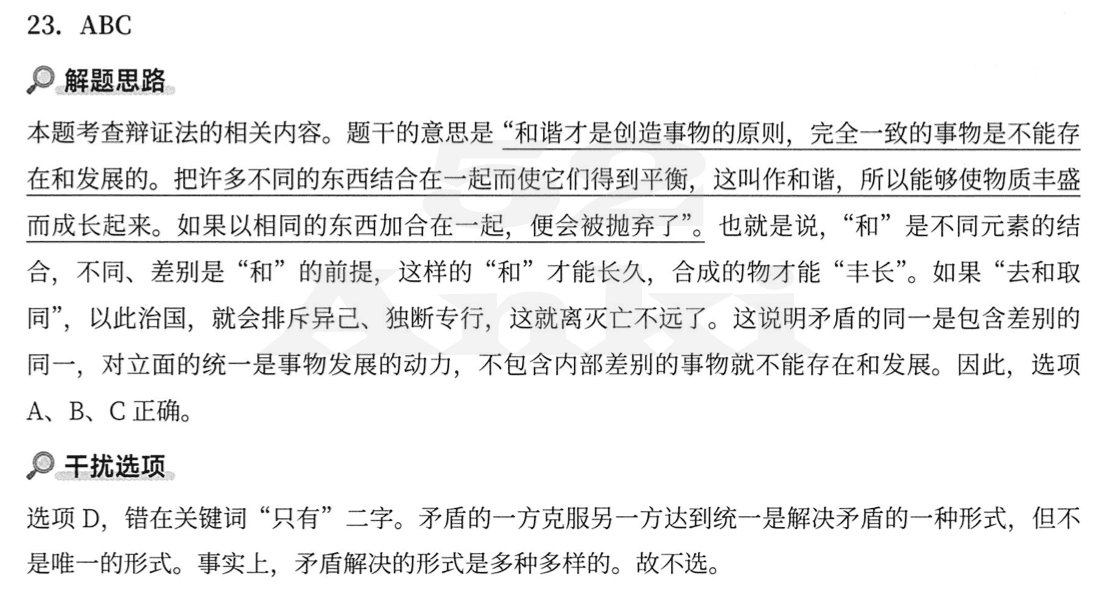 23. ABC
解题思路
本题考查辩证法的相关内容。题干的意思是“和谐才是创造事物的原则，完全一致的事物是不能存
在和发展的。把许多不同的东西结合在一起而使它们得到平衡，这叫作和谐，所以能够使物质丰盛
而成长起来。如果以相同的东西加合在一起，便会被抛弃了”。也就是说，“和”是不同元素的结
合，不同、差别是“和”的前提，这样的“和”才能长久，合成的物才能“丰长”。如果“去和取
同”，以此治国，就会排斥异己、独断专行，这就离灭亡不远了。这说明矛盾的同一是包含差别的
同一，对立面的统一是事物发展的动力，不包含内部差别的事物就不能存在和发展。因此，选项
A、B、C 正确。
干扰选项
选项 D，错在关键词“只有”二字。矛盾的一方克服另一方达到统一是解决矛盾的一种形式，但不
是唯一的形式。事实上，矛盾解决的形式是多种多样的。故不选。
52
Anki